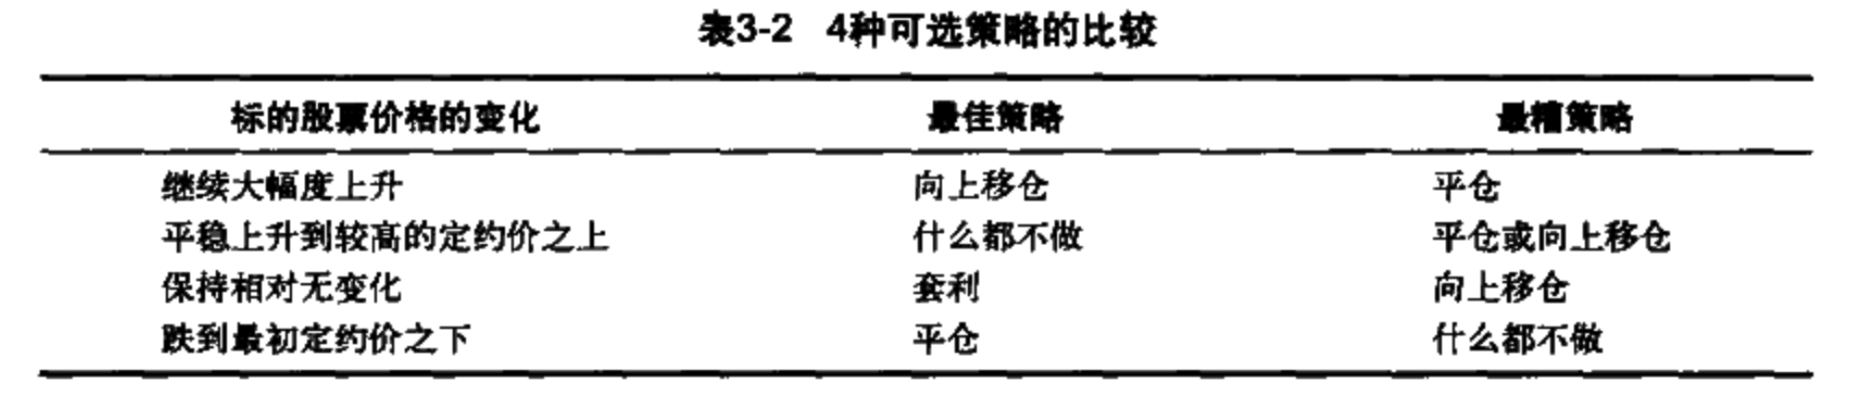 表3-2 4种可选策略的比较
标的股票价格的变化 最佳策略 最糟策略
继续大幅度上升 向上移仓 平仓
平稳上升到较高的定约价之上 什么都不做 平仓或向上移仓
保持相对无变化 套利 向上移仓
跌到最初定约价之下 平仓 什么都不做